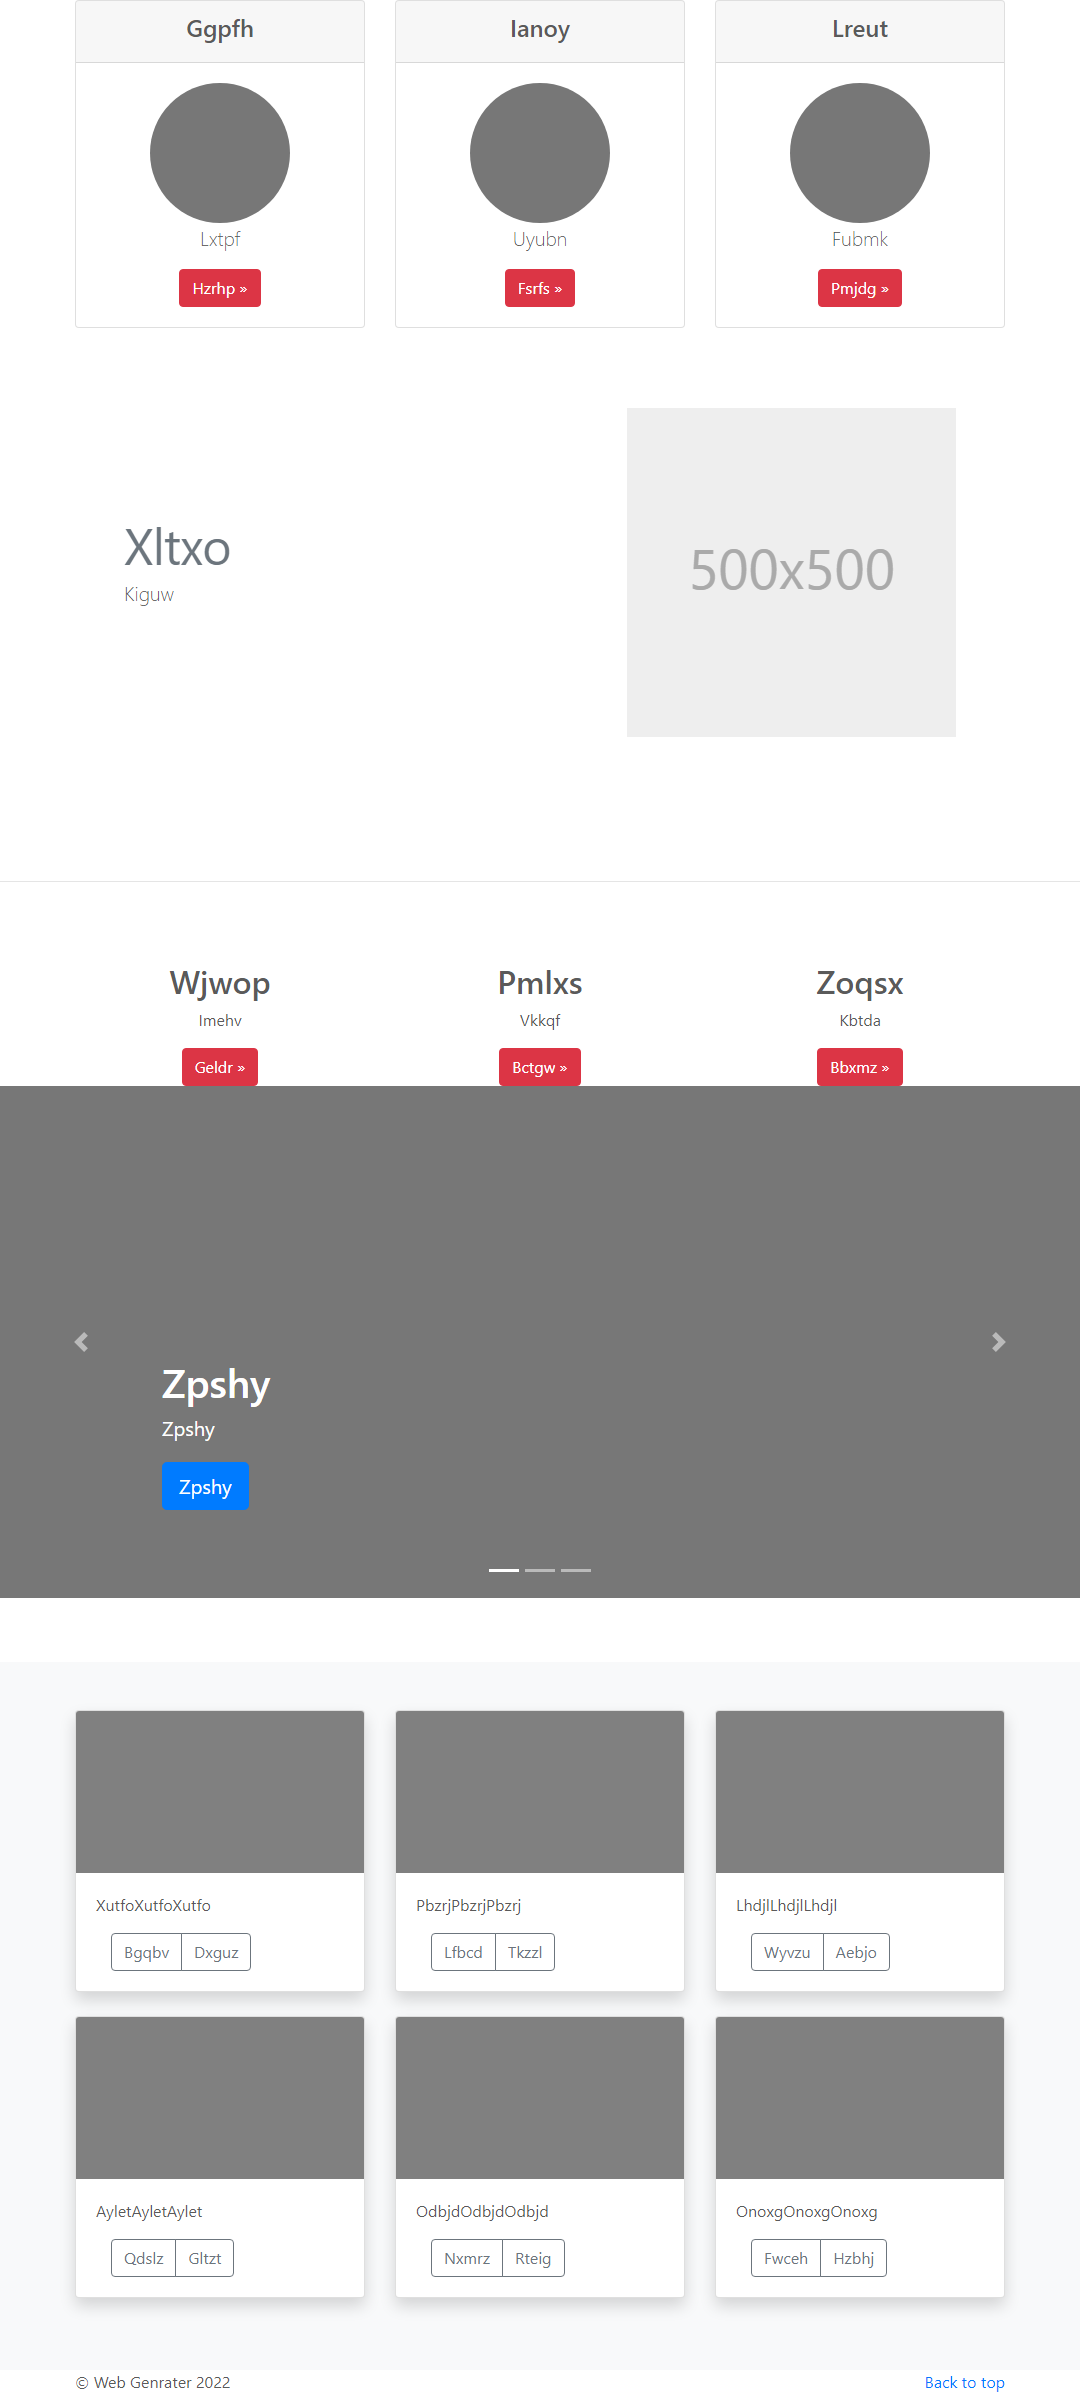 Ggpfh
Ianoy
Lreut
Lxtpf
Uyubn
Fubmk
Hzrhp »
Fsrfs »
Pmjdg »
Xltxo
Kiguw
500x500
Wjwop
Pmlxs
Zoqsx
Imehv
Vkkqf
Kbtda
Geldr »
Bctgw »
Bbxmz »
Zpshy
Zpshy
Zpshy
XutfoXutfoXutfo
PbzrjPbzrjPbzrj
LhdjlLhdjlLhdjl
Bgqbv Dxguz
Lfbcd Tkzzl
Wyvzu Aebjo
AyletAyletAylet
OdbjdOdbjdOdbjd
OnoxgOnoxgOnoxg
Qdslz Gltzt
Nxmrz Rteig
Fwceh Hzbhj
© Web Genrater 2022
Back to top